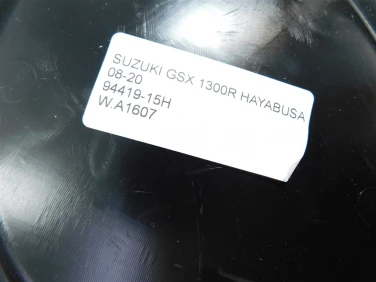 SUZUKI GSX 1300R HAYABUSA
08-20
94419-15H
W.A1607